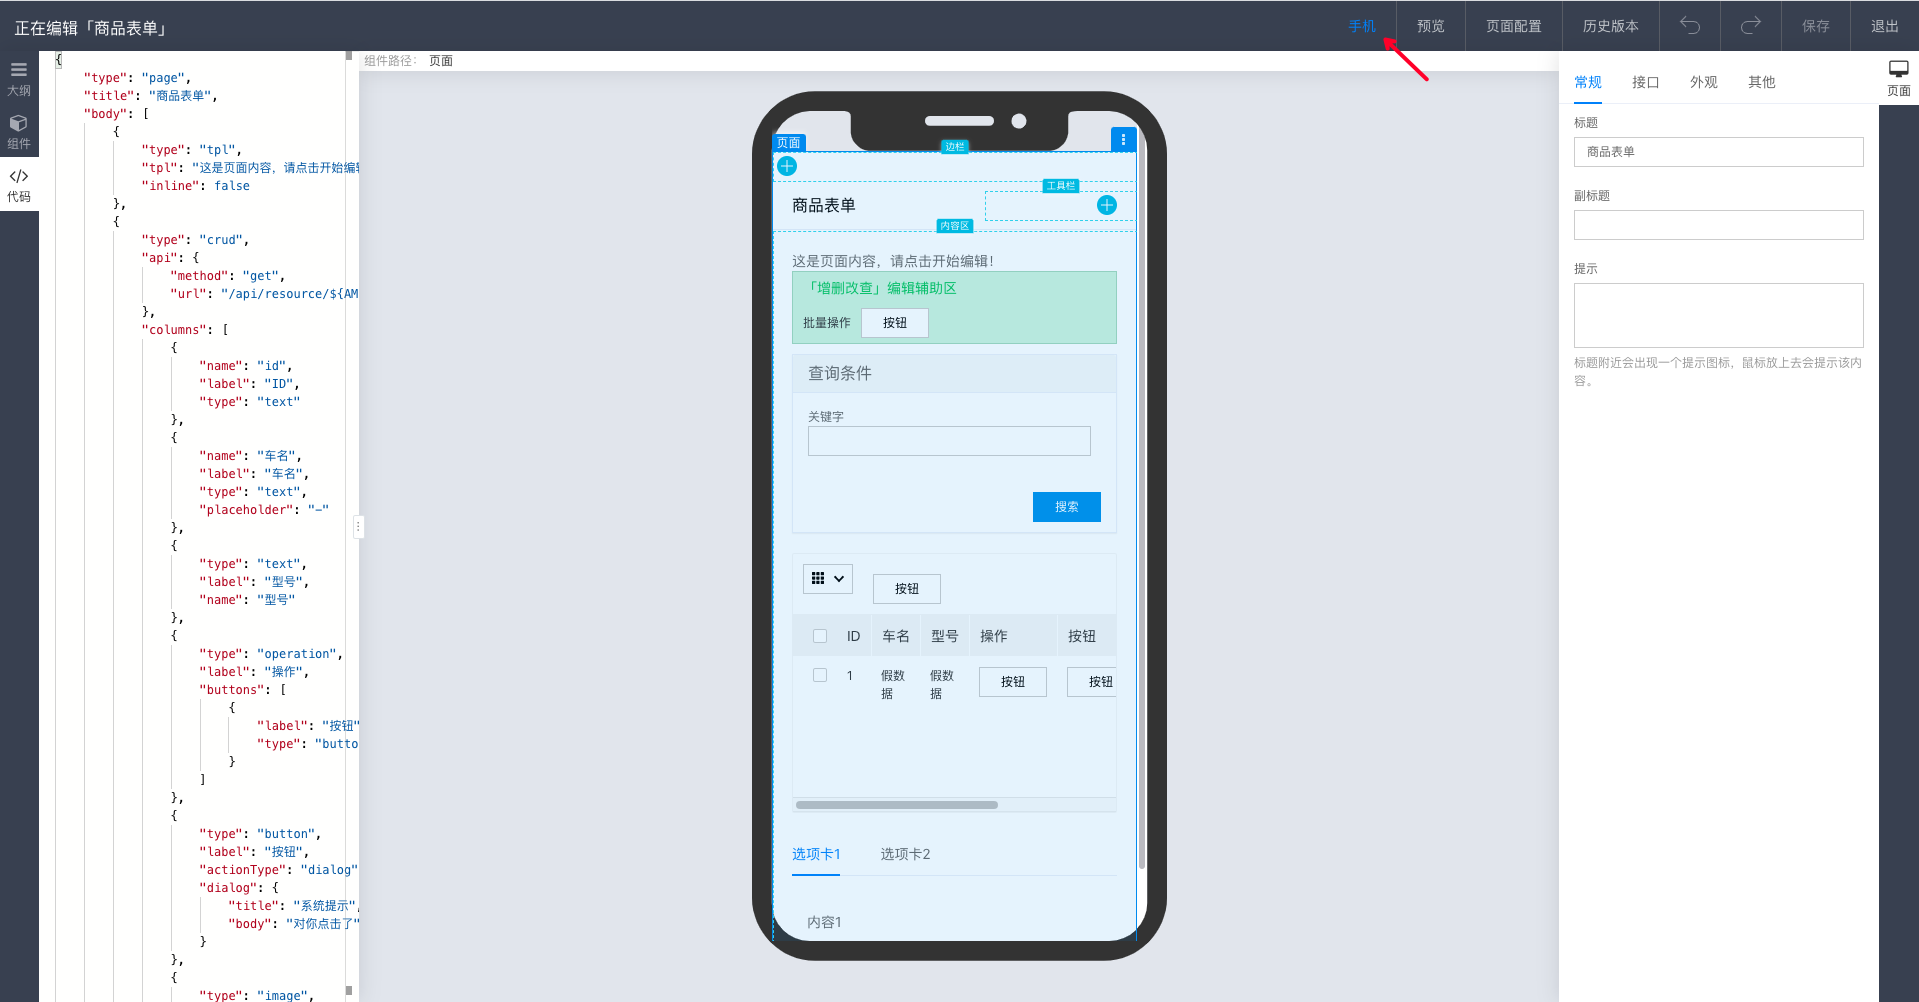 正在编辑「商品表单」
手机
预览
页面配置
历史版本
保存
退出
大纲
组件
代码
{
"type": "page",
"title": "商品表单",
"body": [
{
"type": "tpl",
"tpl": "这是页面内容，请点击开始编辑
"inline": false
},
{
"type": "crud",
"api": {
"method": "get",
"url": "/api/resource/${AM
},
"columns": [
{
"name": "id",
"label": "ID",
"type": "text"
},
{
"name": "车名",
"label": "车名",
"type": "text",
"placeholder": "-"
},
{
"type": "text",
"label": "型号",
"name": "型号"
},
{
"type": "operation",
"label": "操作",
"buttons": [
{
"label": "按钮"
"type": "butto
}
]
},
{
"type": "button",
"label": "按钮",
"actionType": "dialog"
"dialog": {
"title": "系统提示",
"body": "对你点击了"
}
},
{
"type": "image",
组件路径： 页面
页面
边栏
工具栏
商品表单
内容区
这是页面内容，请点击开始编辑！
「增删改查」编辑辅助区
批量操作 按钮
查询条件
关键字
搜索
按钮
ID 车名 型号 操作 按钮
1 假数据 假数据 按钮 按钮
选项卡1 选项卡2
内容1
常规 接口 外观 其他
标题
商品表单
副标题
提示
标题附近会出现一个提示图标，鼠标放上去会提示该内
容。
页面